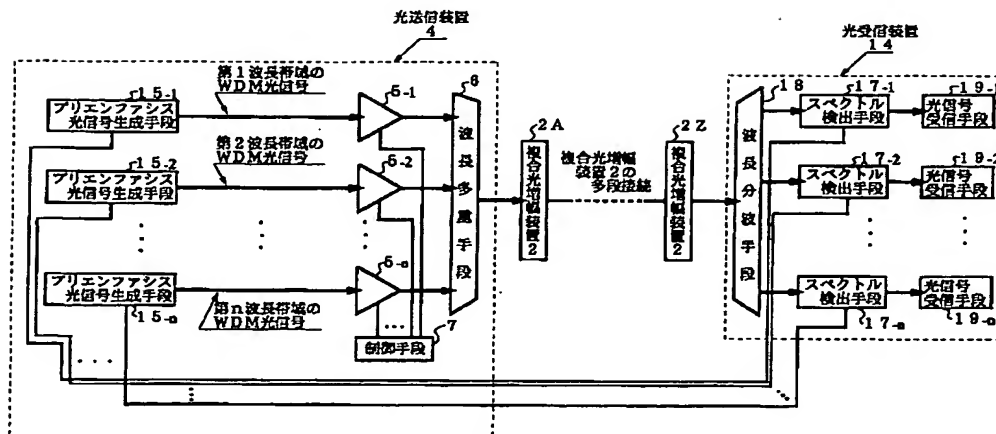 光送信装置
4
光受信装置
14
第1波長帯域の
WDM光信号
15-1
プリエンファシス
光信号生成手段
5-1
6
波長多重手段
第2波長帯域の
WDM光信号
15-2
プリエンファシス
光信号生成手段
5-2
第n波長帯域の
WDM光信号
プリエンファシス
光信号生成手段
15-n
5-n
制御手段
7
2A
複合光増幅装置2
複合光増幅
装置2の
多段接続
2Z
複合光増幅装置2
18
波長分波手段
17-1
スペクトル
検出手段
19-1
光信号
受信手段
17-2
スペクトル
検出手段
19-2
光信号
受信手段
スペクトル
検出手段
17-n
光信号
受信手段
19-n